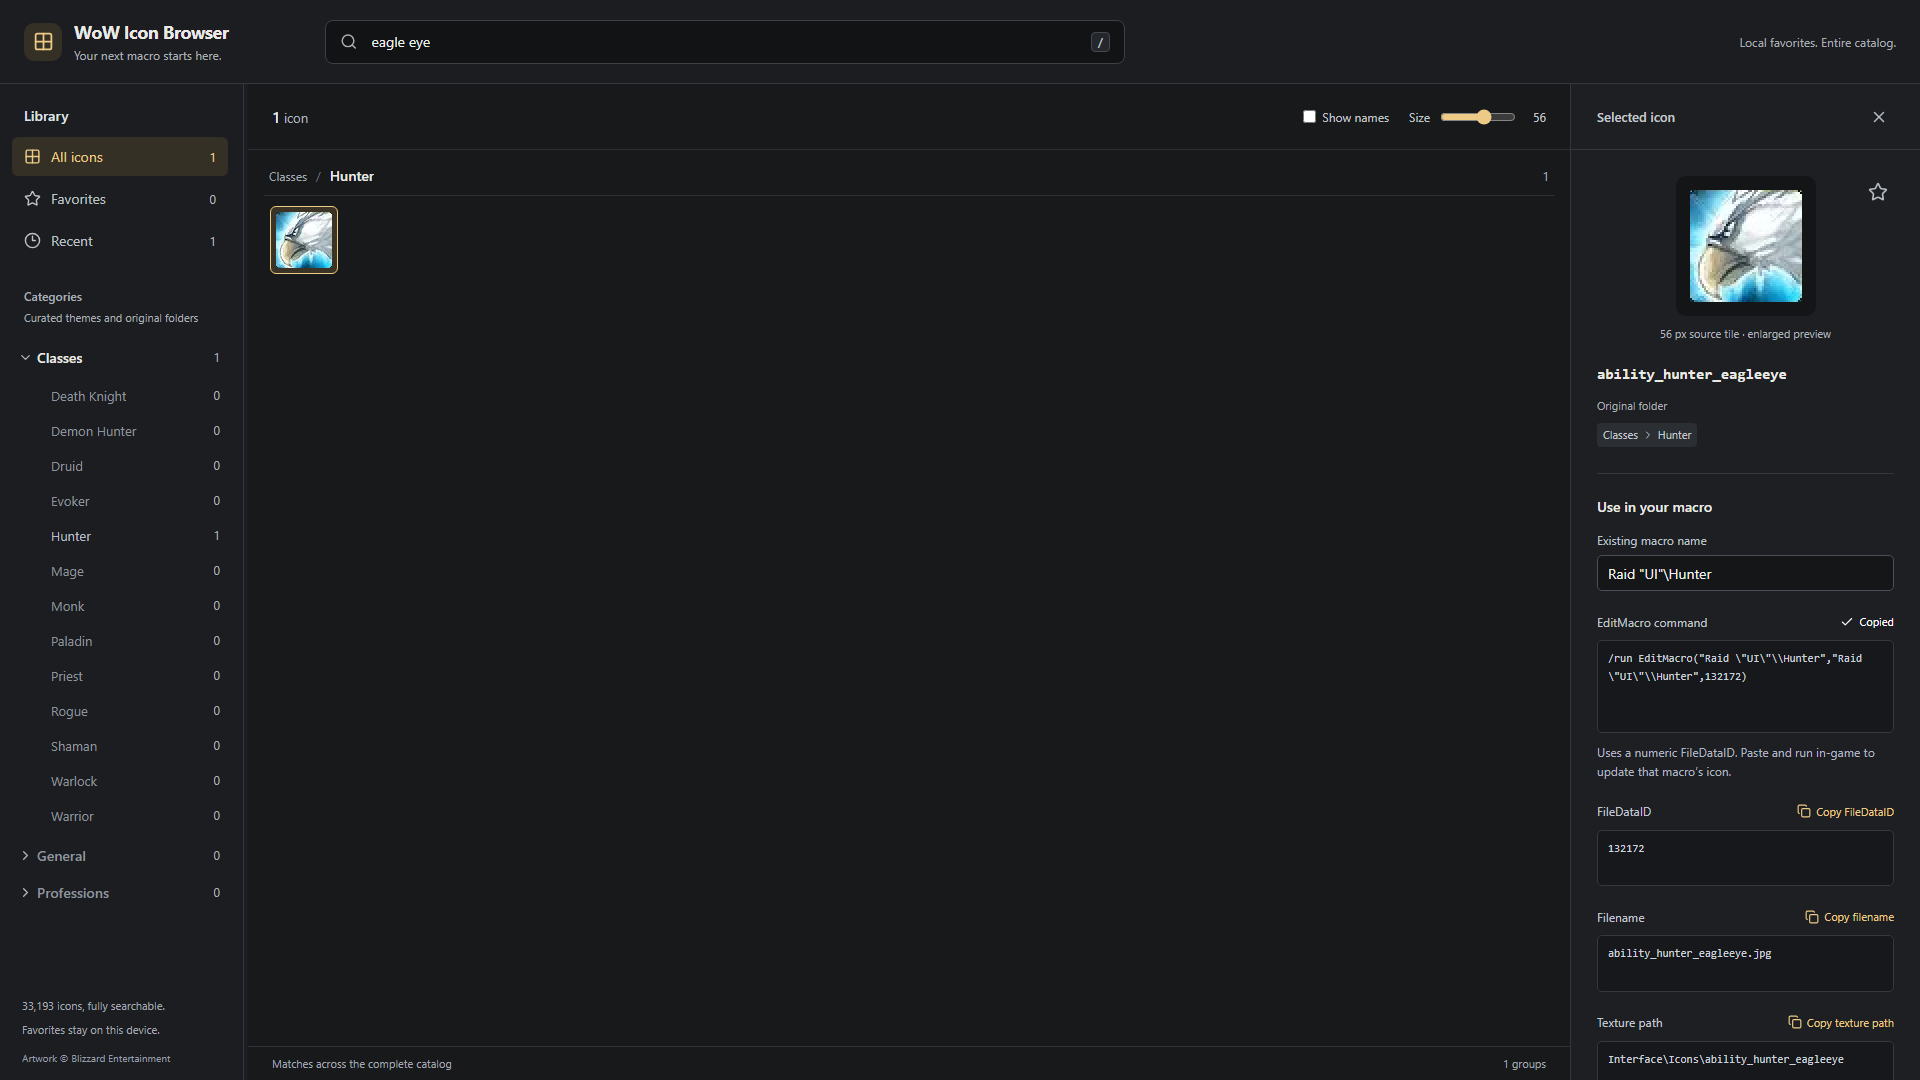 WoW Icon Browser
Your next macro starts here.
eagle eye
/
Local favorites. Entire catalog.
Library
All icons 1
Favorites 0
Recent 1
Categories
Curated themes and original folders
Classes 1
Death Knight 0
Demon Hunter 0
Druid 0
Evoker 0
Hunter 1
Mage 0
Monk 0
Paladin 0
Priest 0
Rogue 0
Shaman 0
Warlock 0
Warrior 0
General 0
Professions 0
33,193 icons, fully searchable.
Favorites stay on this device.
Artwork © Blizzard Entertainment
1 icon
Show names Size 56
Classes / Hunter 1
Matches across the complete catalog
1 groups
Selected icon
56 px source tile · enlarged preview
ability_hunter_eagleeye
Original folder
Classes > Hunter
Use in your macro
Existing macro name
Raid "UI"\Hunter
EditMacro command Copied
/run EditMacro("Raid \"UI\"\\Hunter","Raid
\"UI\"\\Hunter",132172)
Uses a numeric FileDataID. Paste and run in-game to
update that macro's icon.
FileDataID Copy FileDataID
132172
Filename Copy filename
ability_hunter_eagleeye.jpg
Texture path Copy texture path
Interface\Icons\ability_hunter_eagleeye